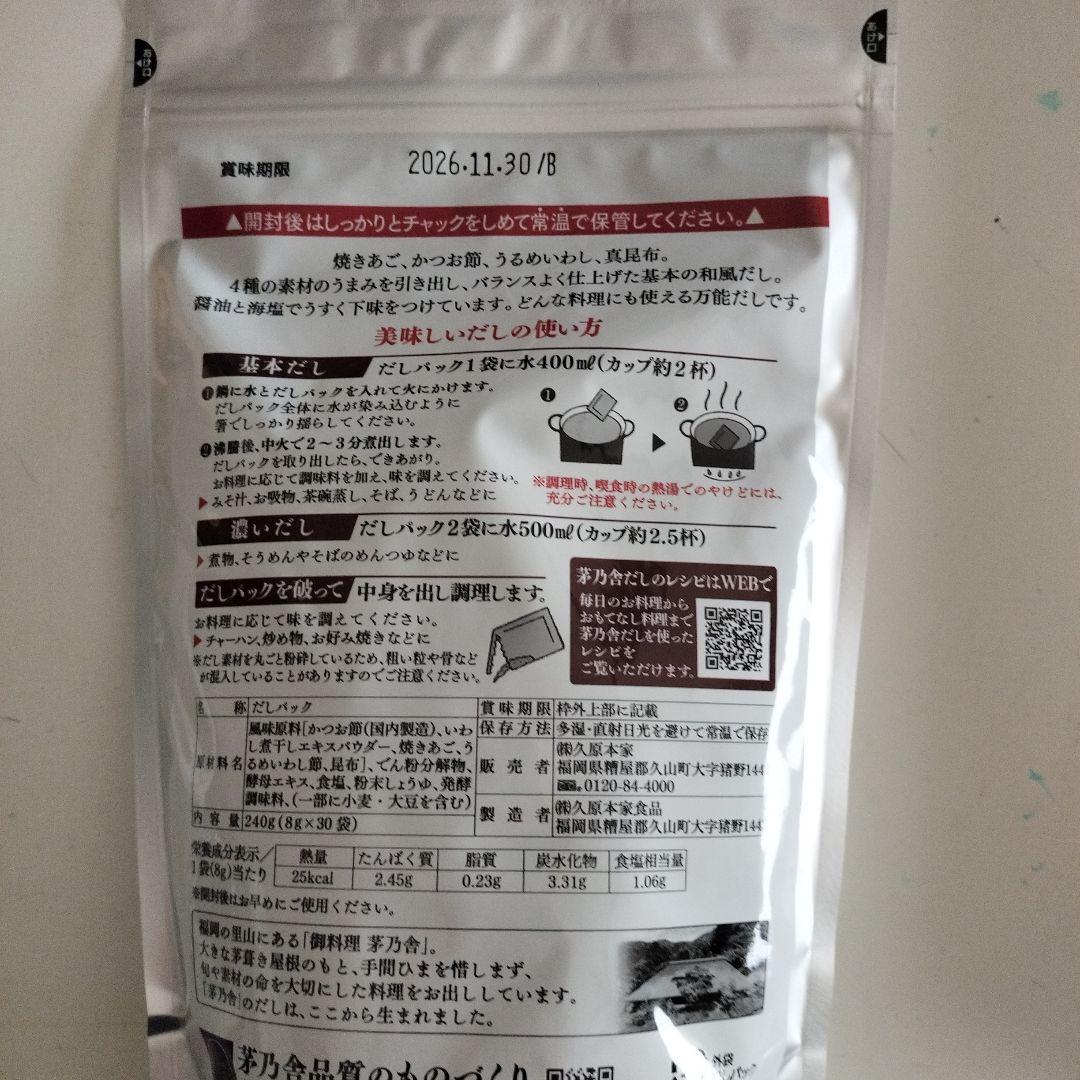 あけ口
あけ口
賞味期限 2026.11.30/B
▲開封後はしっかりとチャックをしめて常温で保管してください。▲
焼きあご、かつお節、うるめいわし、真昆布。
4種の素材のうまみを引き出し、バランスよく仕上げた基本の和風だし。
醤油と海塩でうすく下味をつけています。どんな料理にも使える万能だしです。
美味しいだしの使い方
基本だし だしパック1袋に水400㎖(カップ約2杯)
❶鍋に水とだしパックを入れて火にかけます。
だしパック全体に水が染み込むように
箸でしっかり揺らしてください。
❷沸騰後、中火で2〜3分煮出します。
だしパックを取り出したら、できあがり。
お料理に応じて調味料を加え、味を調えてください。
▶みそ汁、お吸物、茶碗蒸し、そば、うどんなどに
❶ ❷
※調理時、喫食時の熱湯でのやけどには、
充分ご注意ください。
濃いだし だしパック2袋に水500㎖(カップ約2.5杯)
▶煮物、そうめんやそばのめんつゆなどに
だしパックを破って 中身を出し調理します。
お料理に応じて味を調えてください。
▶チャーハン、炒め物、お好み焼きなどに
※だし素材を丸ごと粉砕しているため、粗い粒や骨など
が混入していることがありますのでご注意ください。
茅乃舎だしのレシピはWEBで
毎日のお料理から
おもてなし料理まで
茅乃舎だしを使った
レシピを
ご覧いただけます。
名称 だしパック
原材料名 風味原料[かつお節(国内製造)、いわ
し煮干しエキスパウダー、焼きあご、う
るめいわし節、昆布]、でん粉分解物、
酵母エキス、食塩、粉末しょうゆ、発酵
調味料、(一部に小麦・大豆を含む)
内容量 240g(8g×30袋)
賞味期限 枠外上部に記載
保存方法 多湿・直射日光を避けて常温で保存
販売者 ㈱久原本家
福岡県糟屋郡久山町大字猪野144
0120-84-4000
製造者 ㈱久原本家食品
福岡県糟屋郡久山町大字猪野144
栄養成分表示/
1袋(8g)当たり
熱量 たんぱく質 脂質 炭水化物 食塩相当量
25kcal 2.45g 0.23g 3.31g 1.06g
※開封後はお早めにご使用ください。
福岡の里山にある「御料理 茅乃舎」。
大きな茅葺き屋根のもと、手間ひまを惜しまず、
旬や素材の命を大切にした料理をお出ししています。
「茅乃舎」のだしは、ここから生まれました。
茅乃舎品質のものづくり
外袋